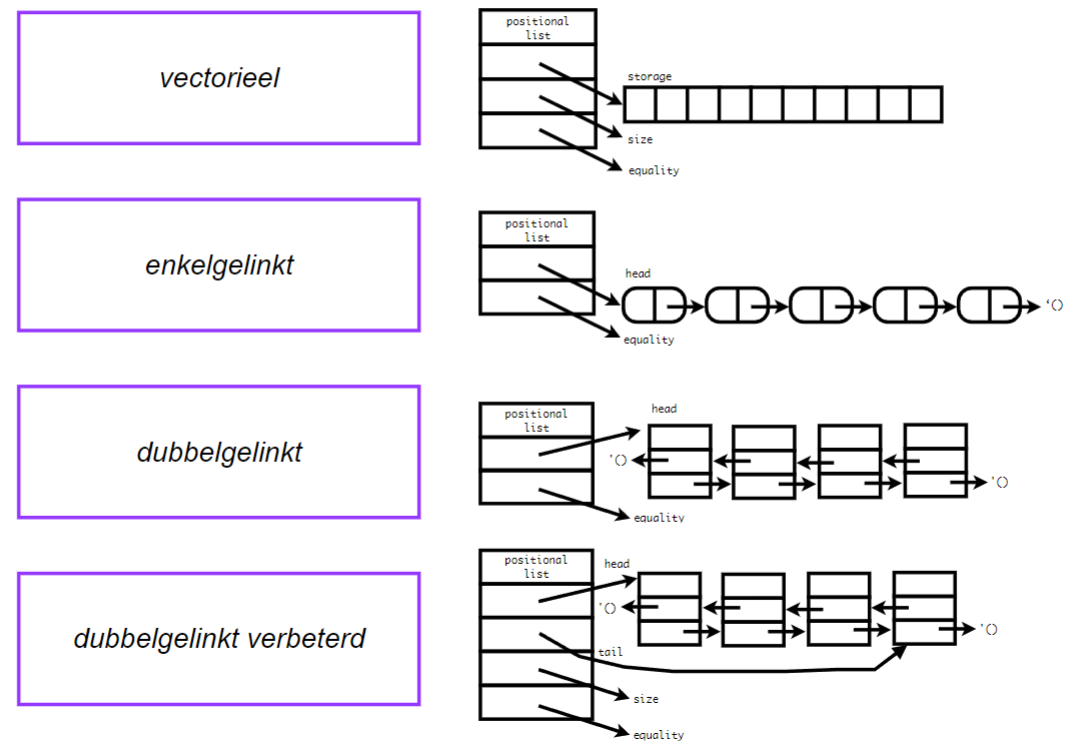 vectorieel
positional
list
storage
size
equality
enkelgelinkt
positional
list
head
'()
equality
dubbelgelinkt
positional
list
head
'()
'()
equality
dubbelgelinkt verbeterd
positional
list
head
'()
'()
tail
size
equality